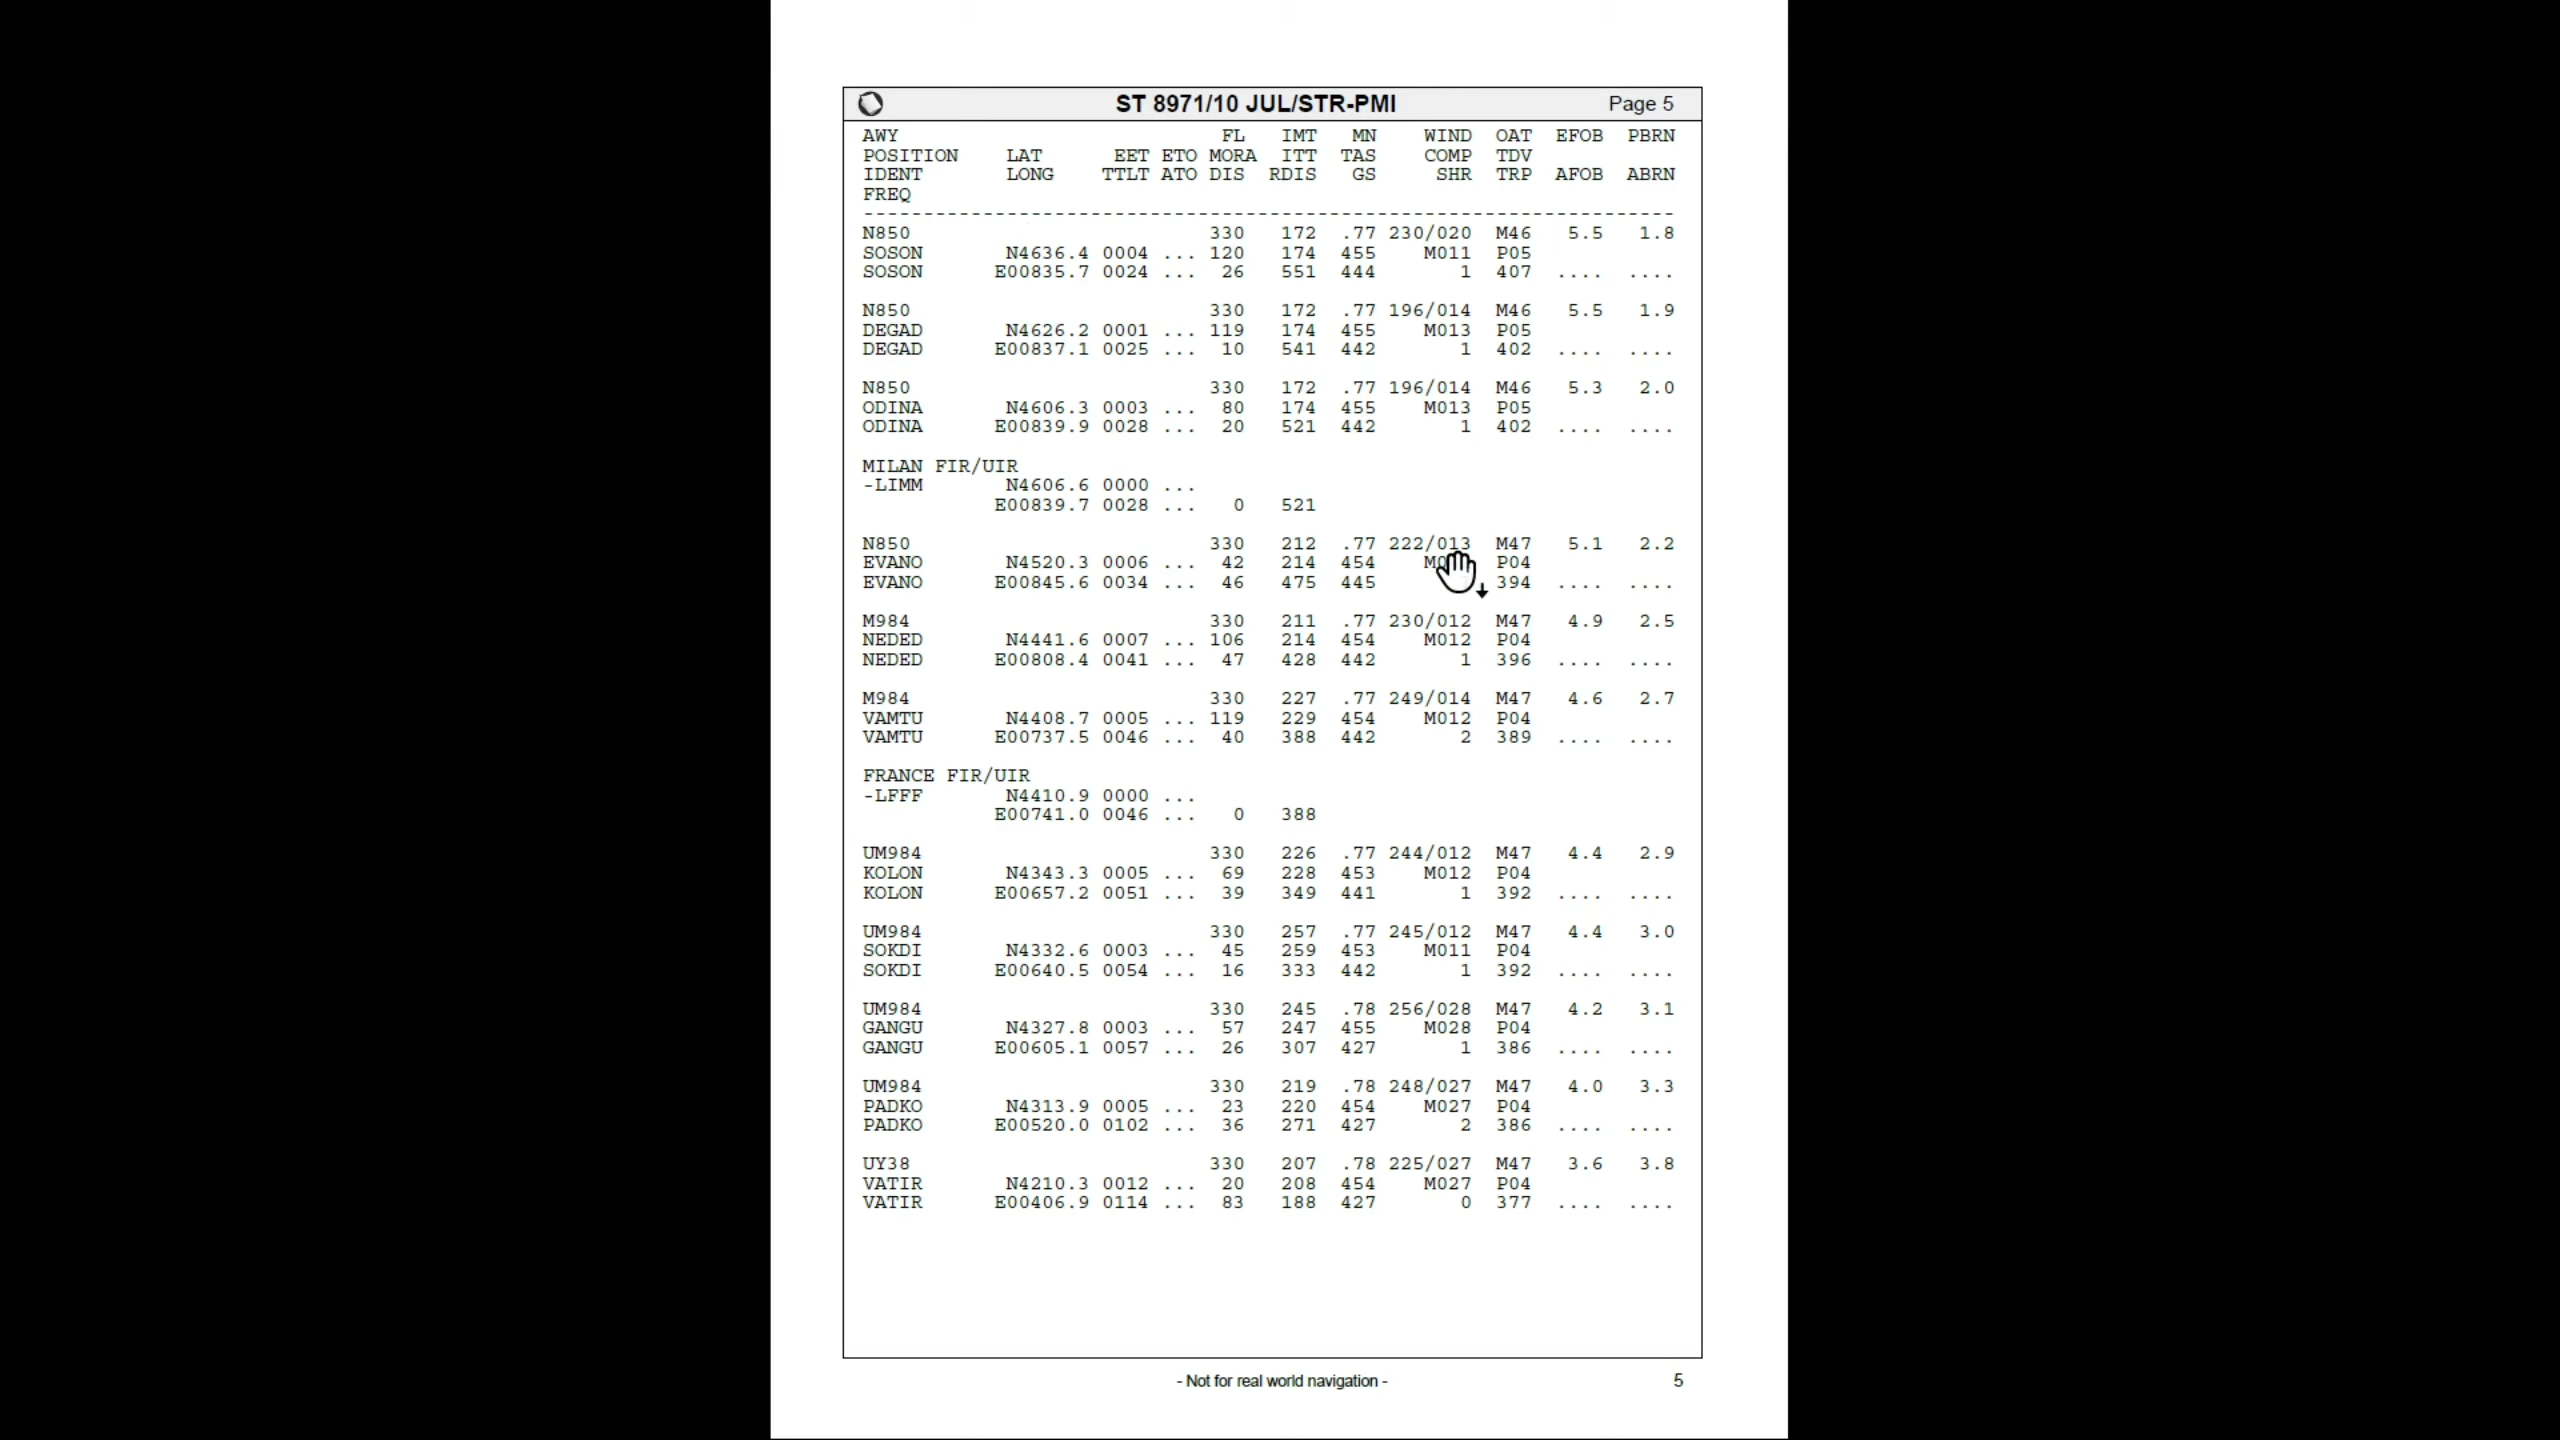 ST 8971/10 JUL/STR-PMI Page 5
AWY FL IMT MN WIND OAT EFOB PBRN
POSITION LAT EET ETO MORA ITT TAS COMP TDV
IDENT LONG TTLT ATO DIS RDIS GS SHR TRP AFOB ABRN
FREQ
--------------------------------------------------------------------
N850 330 172 .77 230/020 M46 5.5 1.8
SOSON N4636.4 0004 ... 120 174 455 M011 P05
SOSON E00835.7 0024 ... 26 551 444 1 407 .... ....
N850 330 172 .77 196/014 M46 5.5 1.9
DEGAD N4626.2 0001 ... 119 174 455 M013 P05
DEGAD E00837.1 0025 ... 10 541 442 1 402 .... ....
N850 330 172 .77 196/014 M46 5.3 2.0
ODINA N4606.3 0003 ... 80 174 455 M013 P05
ODINA E00839.9 0028 ... 20 521 442 1 402 .... ....
MILAN FIR/UIR
-LIMM N4606.6 0000 ...
E00839.7 0028 ... 0 521
N850 330 212 .77 222/013 M47 5.1 2.2
EVANO N4520.3 0006 ... 42 214 454 P04
EVANO E00845.6 0034 ... 46 475 445 394 .... ....
M984 330 211 .77 230/012 M47 4.9 2.5
NEDED N4441.6 0007 ... 106 214 454 M012 P04
NEDED E00808.4 0041 ... 47 428 442 1 396 .... ....
M984 330 227 .77 249/014 M47 4.6 2.7
VAMTU N4408.7 0005 ... 119 229 454 M012 P04
VAMTU E00737.5 0046 ... 40 388 442 2 389 .... ....
FRANCE FIR/UIR
-LFFF N4410.9 0000 ...
E00741.0 0046 ... 0 388
UM984 330 226 .77 244/012 M47 4.4 2.9
KOLON N4343.3 0005 ... 69 228 453 M012 P04
KOLON E00657.2 0051 ... 39 349 441 1 392 .... ....
UM984 330 257 .77 245/012 M47 4.4 3.0
SOKDI N4332.6 0003 ... 45 259 453 M011 P04
SOKDI E00640.5 0054 ... 16 333 442 1 392 .... ....
UM984 330 245 .78 256/028 M47 4.2 3.1
GANGU N4327.8 0003 ... 57 247 455 M028 P04
GANGU E00605.1 0057 ... 26 307 427 1 386 .... ....
UM984 330 219 .78 248/027 M47 4.0 3.3
PADKO N4313.9 0005 ... 23 220 454 M027 P04
PADKO E00520.0 0102 ... 36 271 427 2 386 .... ....
UY38 330 207 .78 225/027 M47 3.6 3.8
VATIR N4210.3 0012 ... 20 208 454 M027 P04
VATIR E00406.9 0114 ... 83 188 427 0 377 .... ....
- Not for real world navigation - 5